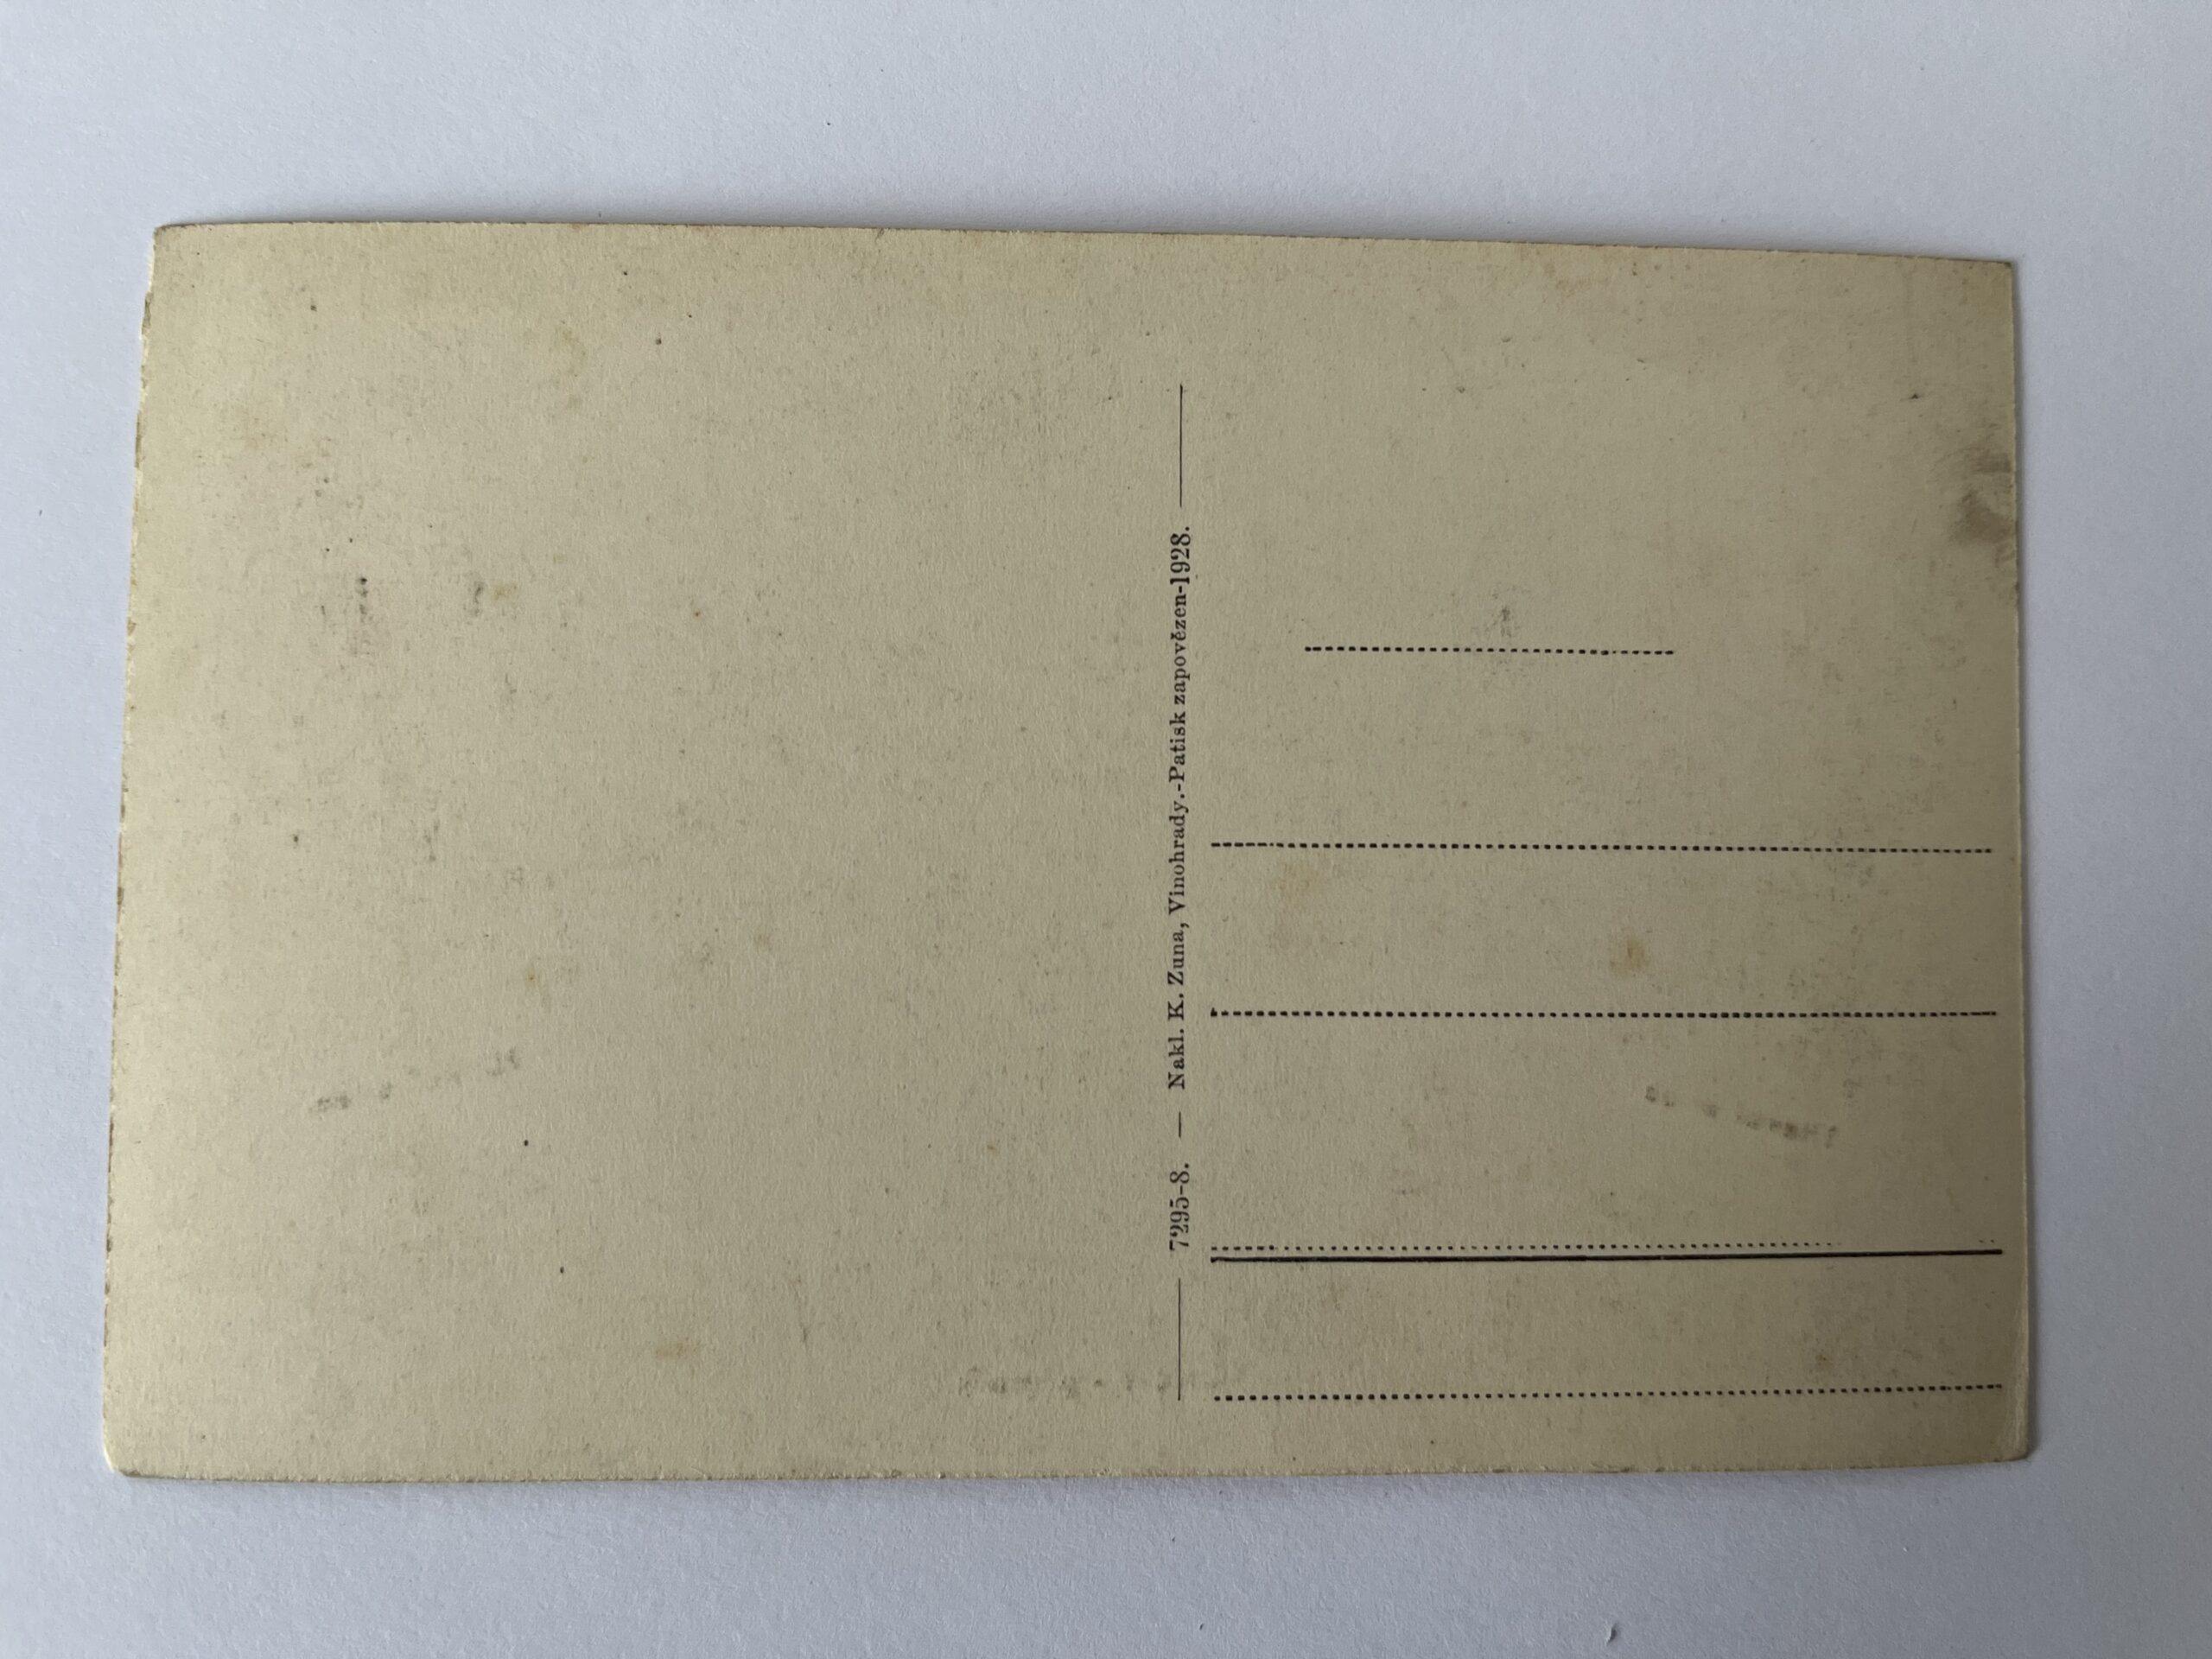 7295-8. — Nakl. K. Zuna, Vinohrady.-Patisk zapovězen-1928.